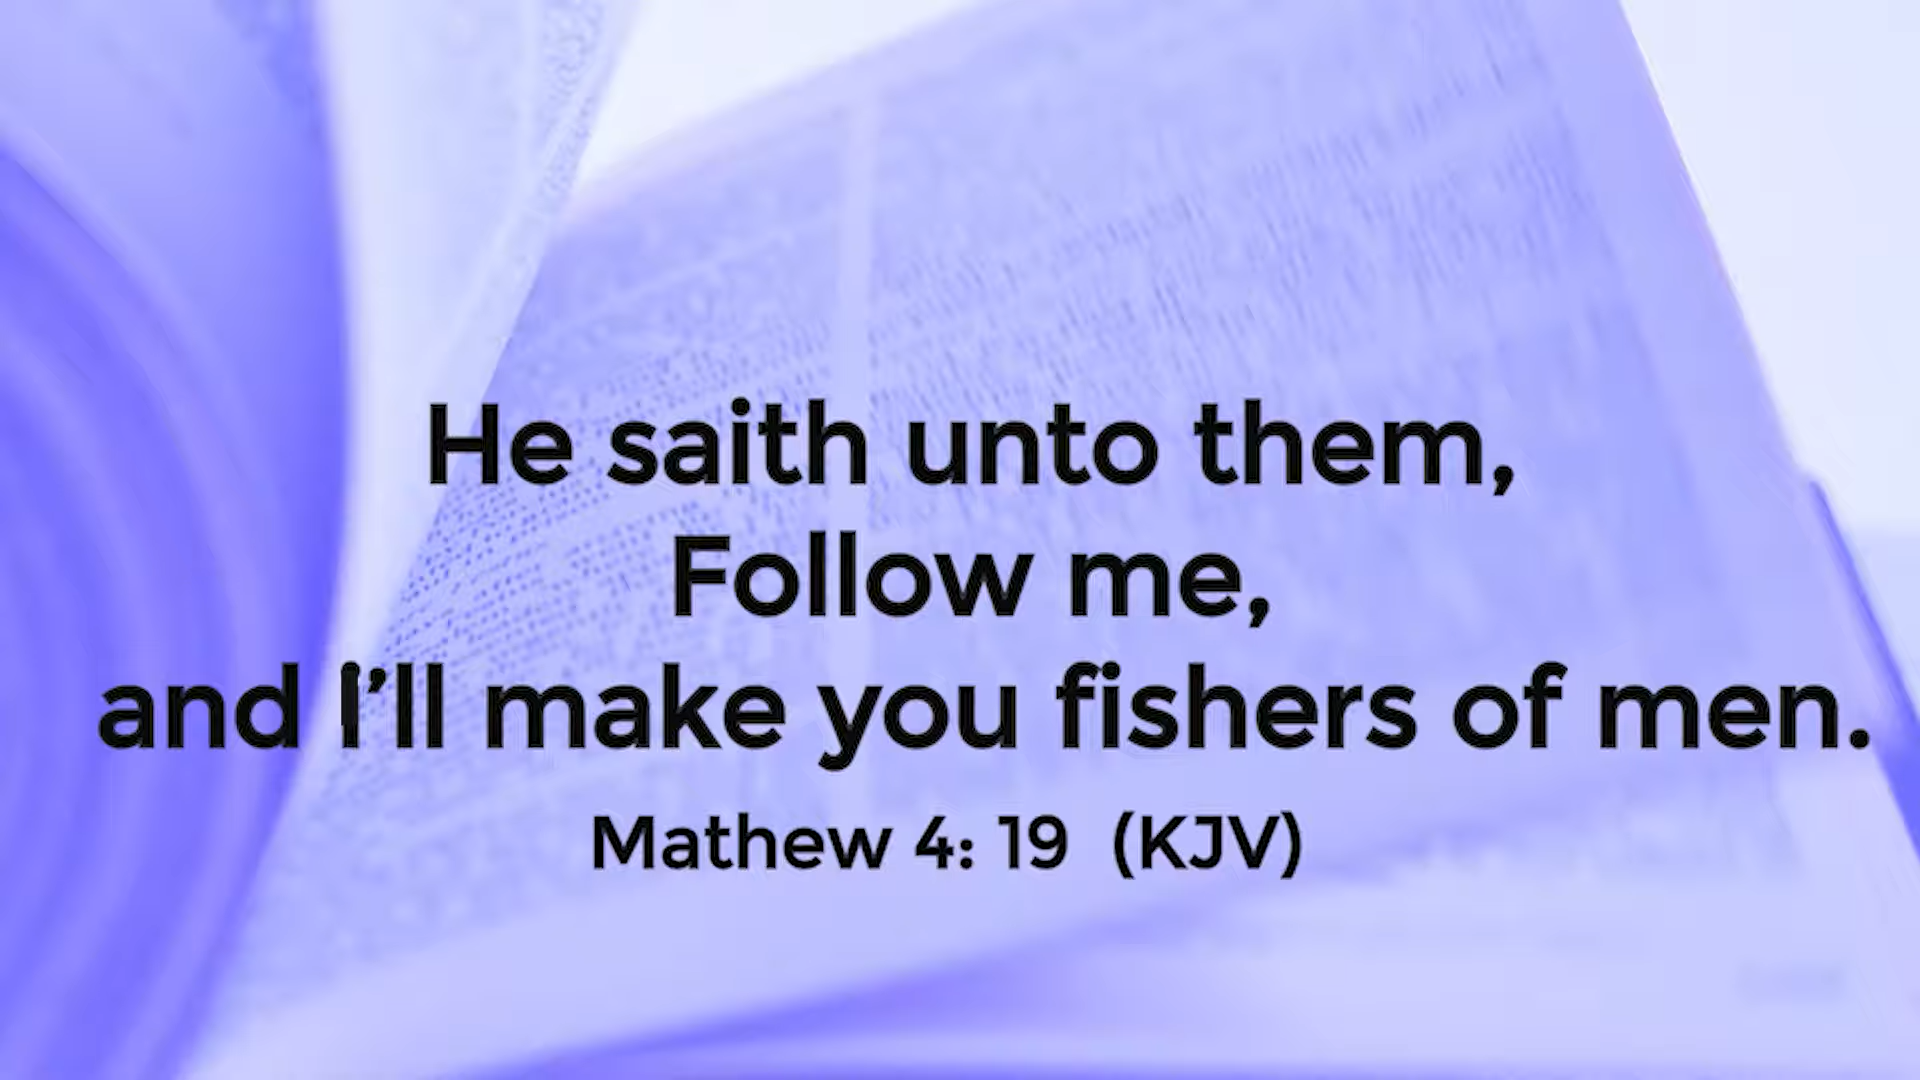 He saith unto them,
Follow me,
and I’ll make you fishers of men.
Mathew 4: 19 (KJV)